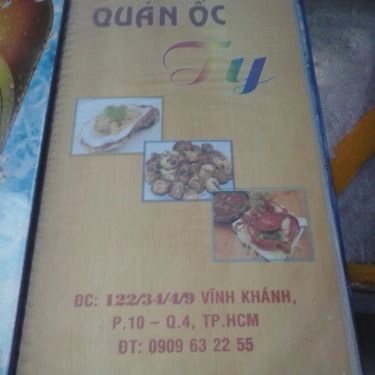 QUÁN ỐC
Ty
ĐC: 122/34/4/9 VĨNH KHÁNH,
P.10 - Q.4, TP.HCM
ĐT: 0909 63 22 55